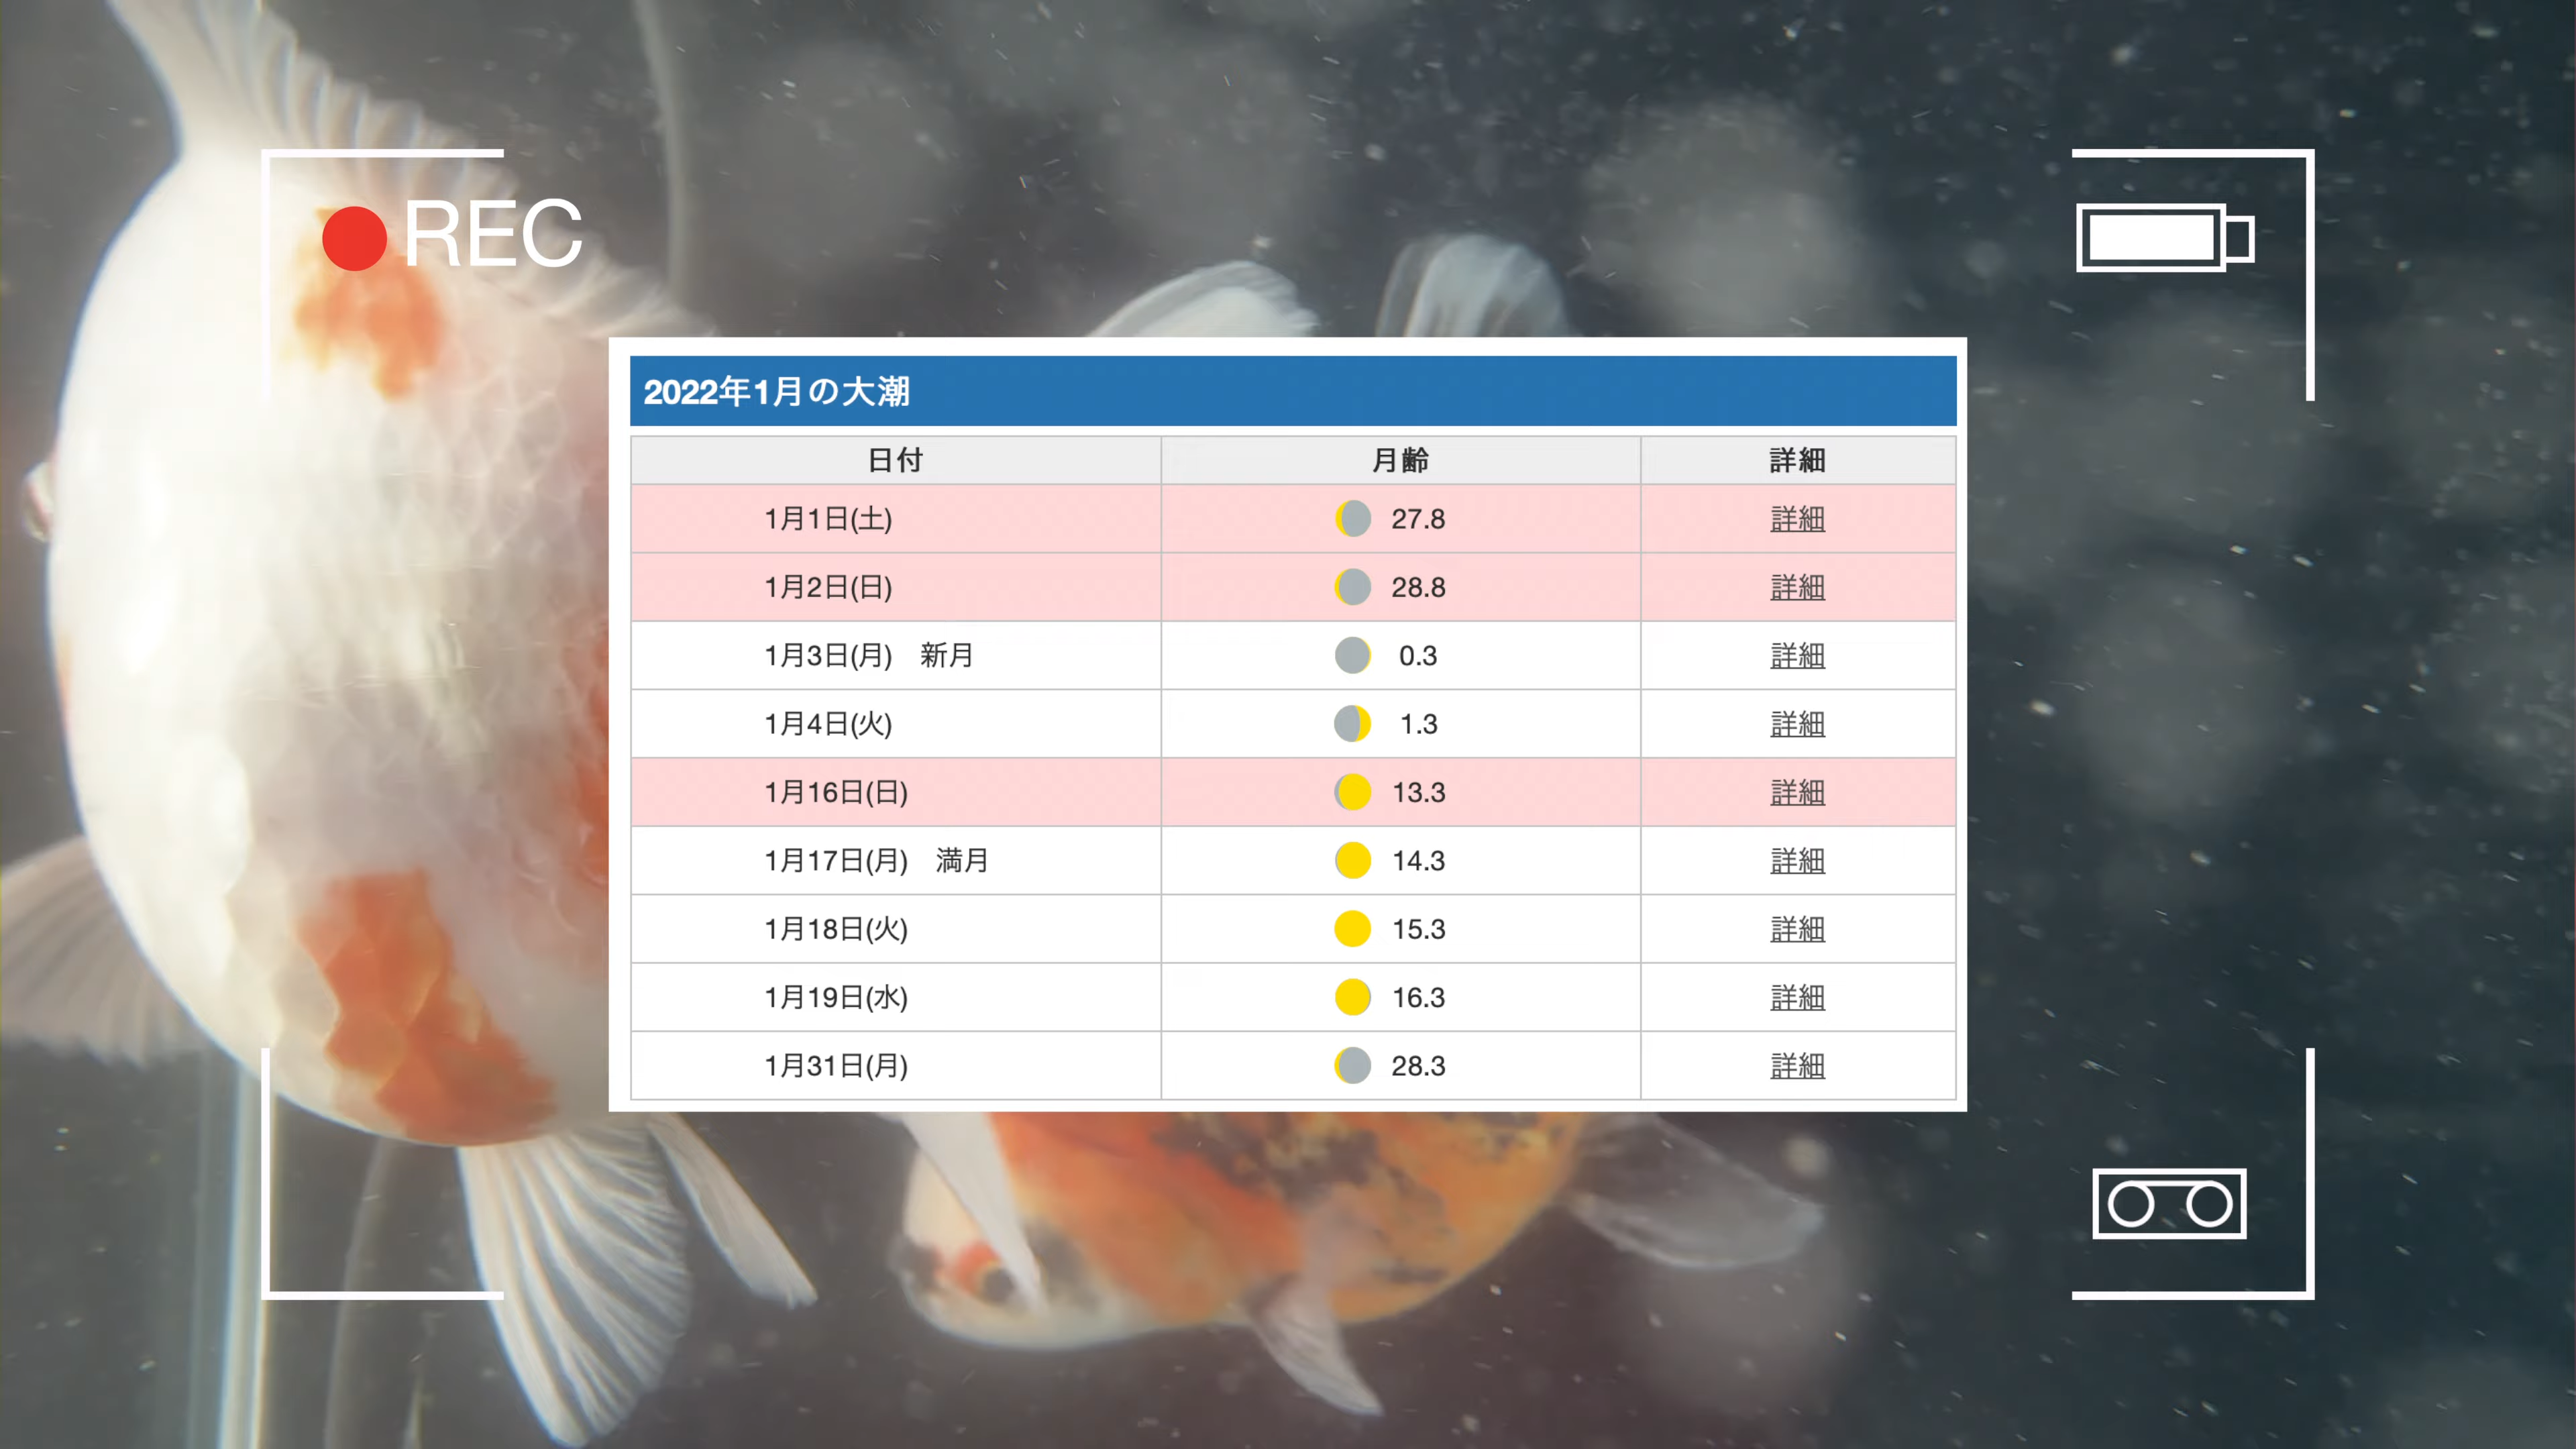 REC
2022年1月の大潮
日付 月齢 詳細
1月1日(土) 27.8 詳細
1月2日(日) 28.8 詳細
1月3日(月) 新月 0.3 詳細
1月4日(火) 1.3 詳細
1月16日(日) 13.3 詳細
1月17日(月) 満月 14.3 詳細
1月18日(火) 15.3 詳細
1月19日(水) 16.3 詳細
1月31日(月) 28.3 詳細